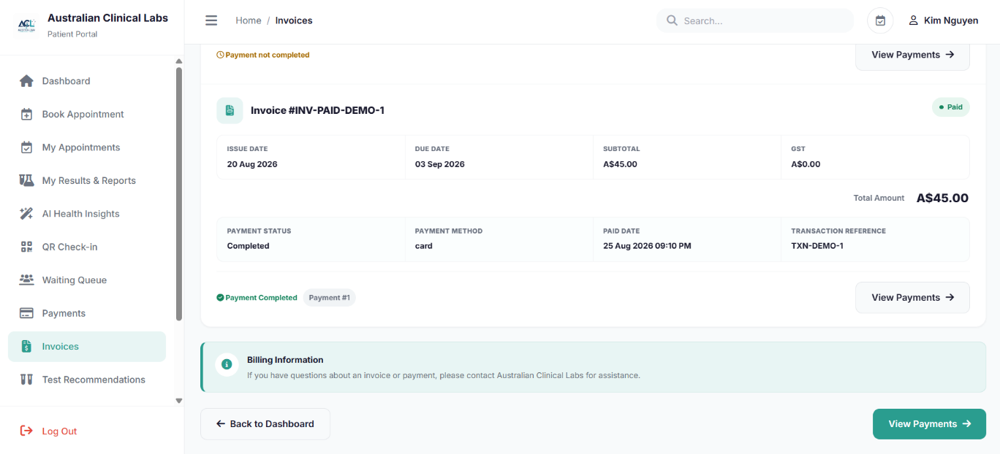 ACL
Australian Clinical Labs
Patient Portal
Home / Invoices
Search...
Kim Nguyen
Dashboard
Book Appointment
My Appointments
My Results & Reports
AI Health Insights
QR Check-in
Waiting Queue
Payments
Invoices
Test Recommendations
Log Out
Payment not completed
View Payments →
Invoice #INV-PAID-DEMO-1
Paid
ISSUE DATE DUE DATE SUBTOTAL GST
20 Aug 2026 03 Sep 2026 A$45.00 A$0.00
Total Amount A$45.00
PAYMENT STATUS PAYMENT METHOD PAID DATE TRANSACTION REFERENCE
Completed card 25 Aug 2026 09:10 PM TXN-DEMO-1
Payment Completed Payment #1
View Payments →
Billing Information
If you have questions about an invoice or payment, please contact Australian Clinical Labs for assistance.
← Back to Dashboard
View Payments →